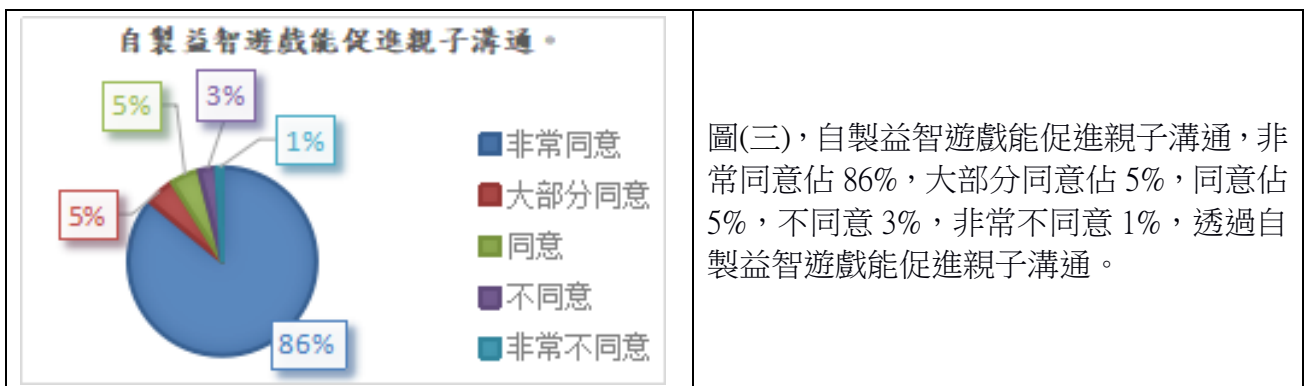 自製益智遊戲能促進親子溝通。
5%
3%
1%
5%
86%
非常同意
大部分同意
同意
不同意
非常不同意
圖(三)，自製益智遊戲能促進親子溝通，非
常同意佔 86%，大部分同意佔 5%，同意佔
5%，不同意 3%，非常不同意 1%，透過自
製益智遊戲能促進親子溝通。